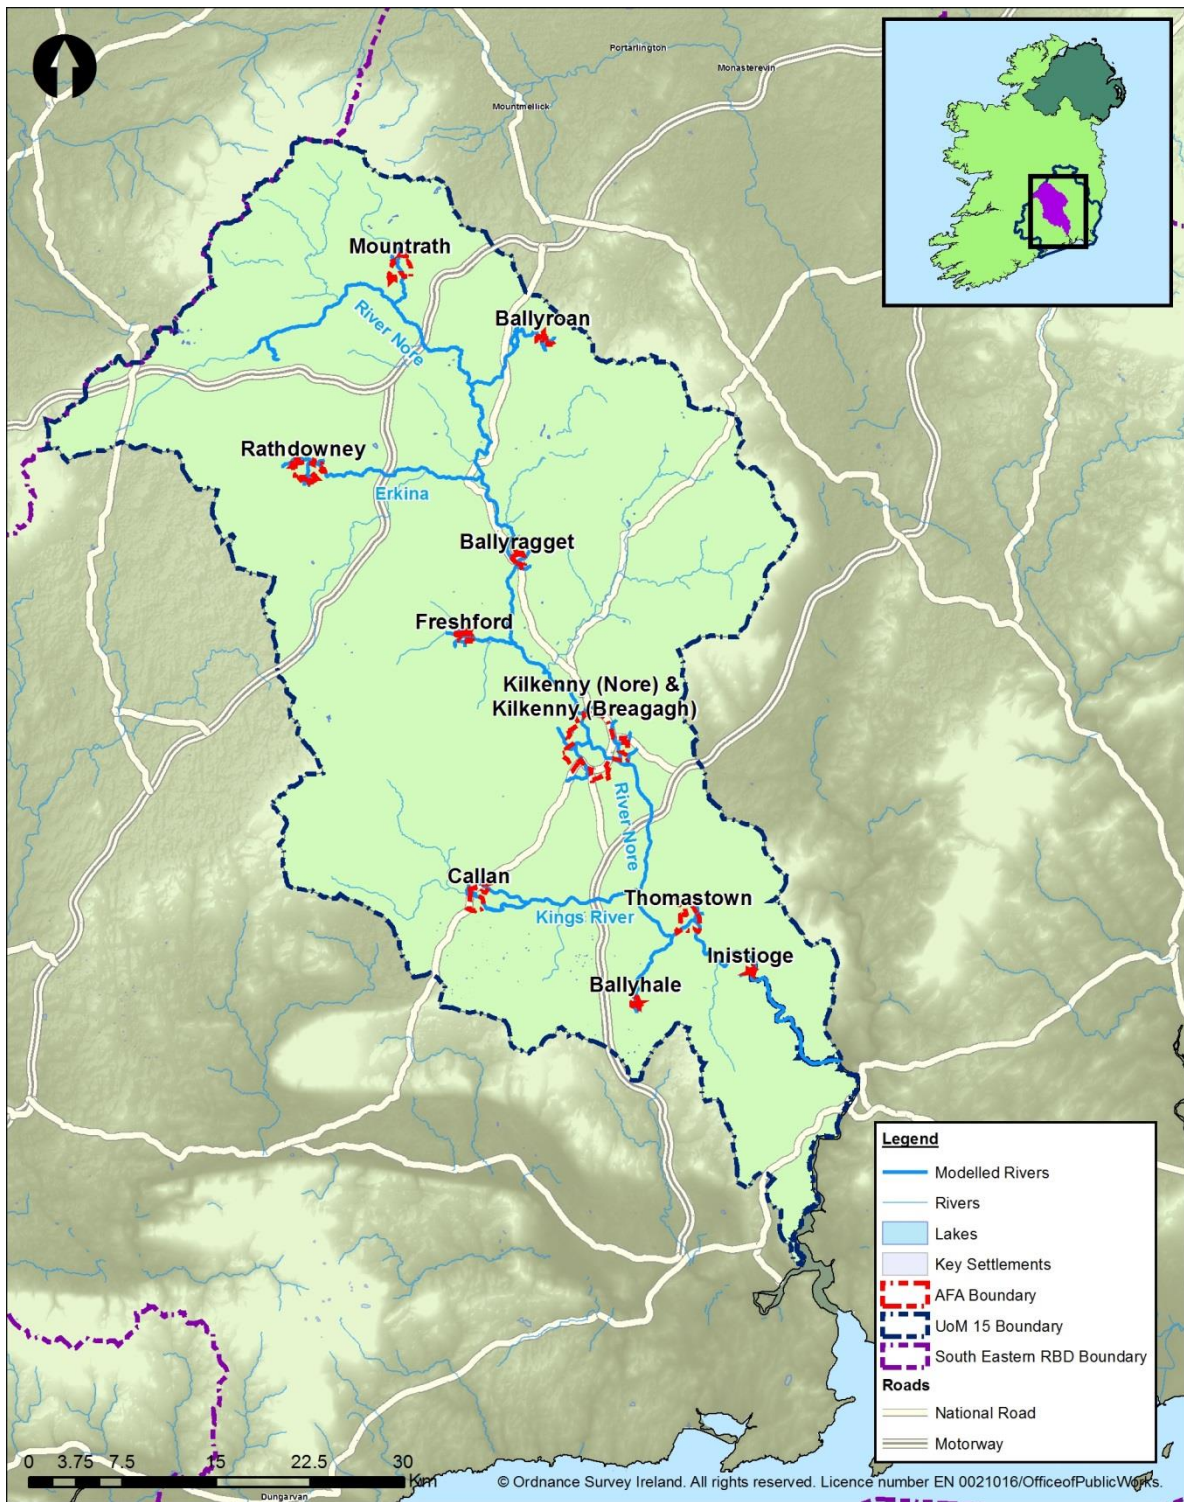 Portarlington
Monasterevin
Mountmellick
Mountrath
River Nore
Ballyroan
Rathdowney
Erkina
Ballyragget
Freshford
Kilkenny (Nore) &
Kilkenny (Breagagh)
River Nore
Callan
Kings River
Thomastown
Inistioge
Ballyhale
Legend
Modelled Rivers
Rivers
Lakes
Key Settlements
AFA Boundary
UoM 15 Boundary
South Eastern RBD Boundary
Roads
National Road
Motorway
0 3.75 7.5 15 22.5 30
Km
© Ordnance Survey Ireland. All rights reserved. Licence number EN 0021016/OfficeofPublicWorks.
Dungarvan